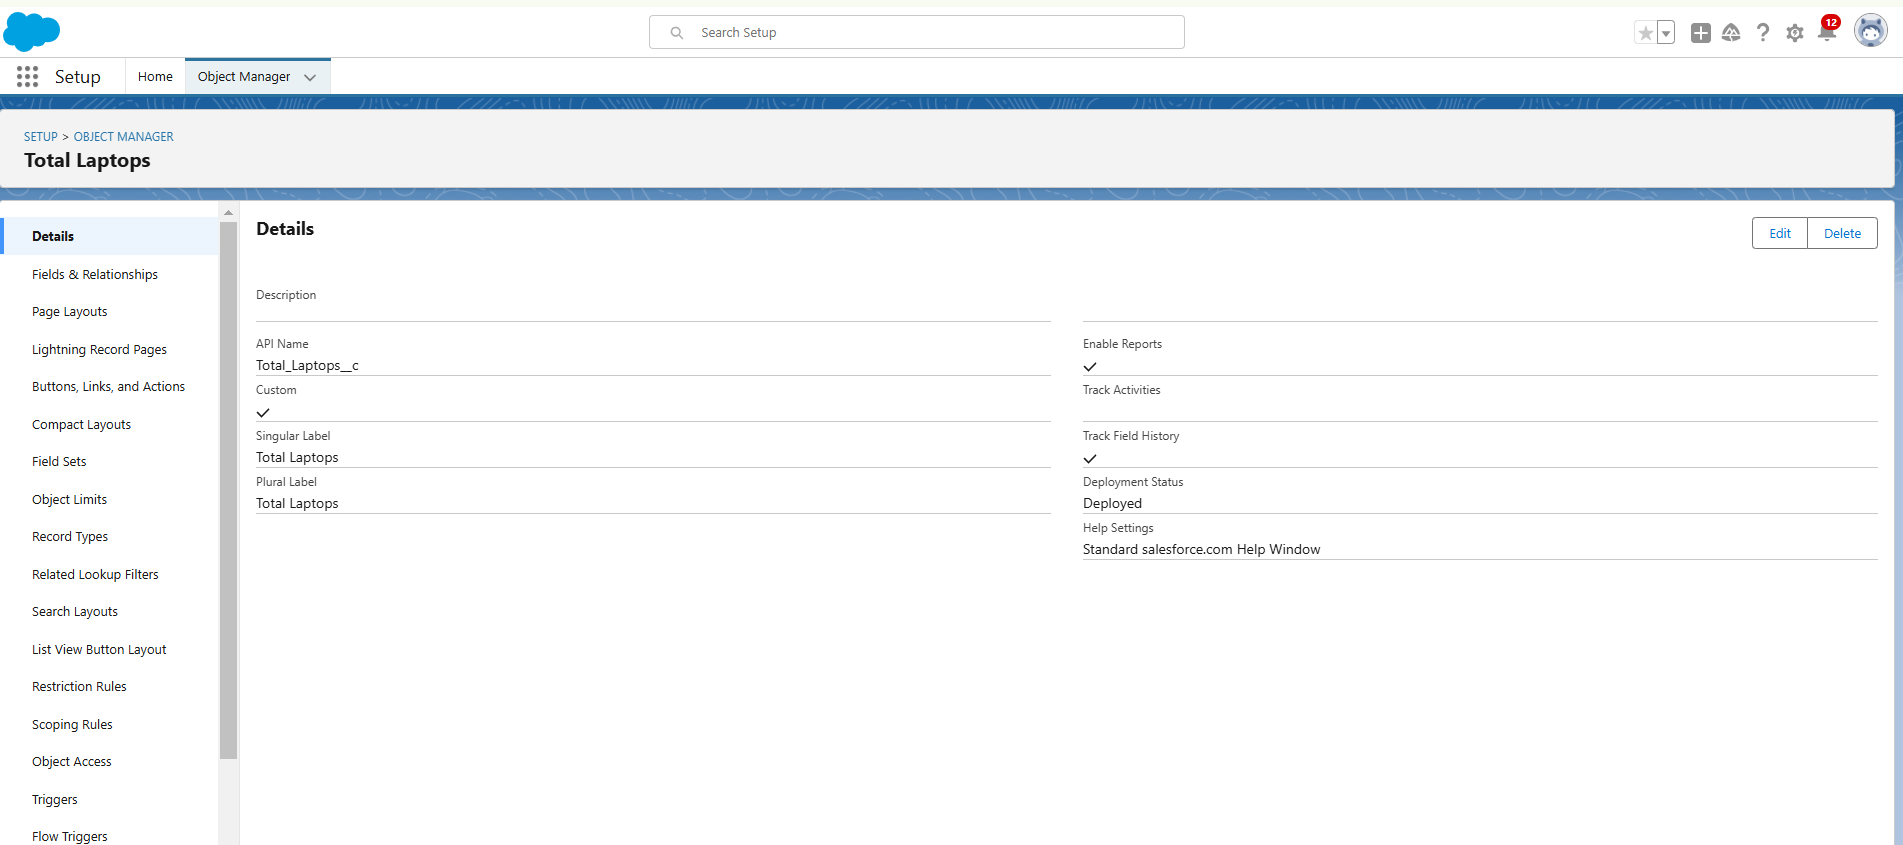 Search Setup
12
Setup
Home
Object Manager
SETUP > OBJECT MANAGER
Total Laptops
Details
Fields & Relationships
Page Layouts
Lightning Record Pages
Buttons, Links, and Actions
Compact Layouts
Field Sets
Object Limits
Record Types
Related Lookup Filters
Search Layouts
List View Button Layout
Restriction Rules
Scoping Rules
Object Access
Triggers
Flow Triggers
Details
Edit
Delete
Description
API Name
Total_Laptops__c
Custom
Singular Label
Total Laptops
Plural Label
Total Laptops
Enable Reports
Track Activities
Track Field History
Deployment Status
Deployed
Help Settings
Standard salesforce.com Help Window